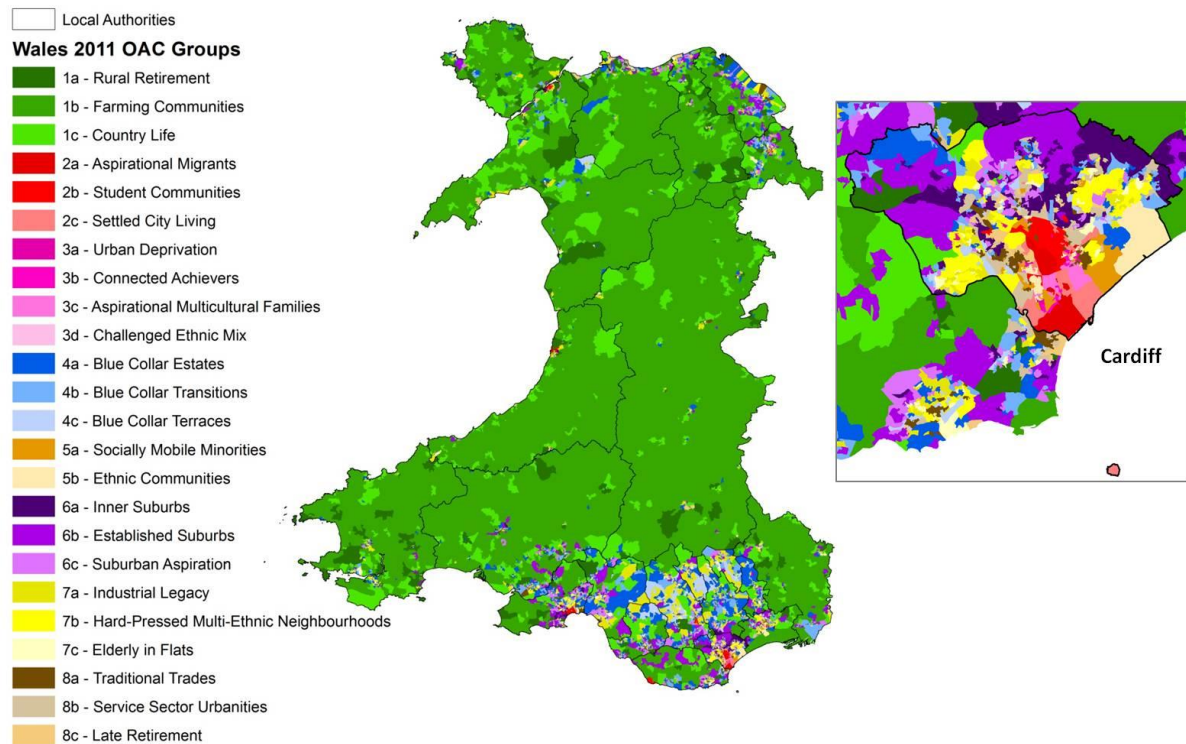 Local Authorities
Wales 2011 OAC Groups
1a - Rural Retirement
1b - Farming Communities
1c - Country Life
2a - Aspirational Migrants
2b - Student Communities
2c - Settled City Living
3a - Urban Deprivation
3b - Connected Achievers
3c - Aspirational Multicultural Families
3d - Challenged Ethnic Mix
4a - Blue Collar Estates
4b - Blue Collar Transitions
4c - Blue Collar Terraces
5a - Socially Mobile Minorities
5b - Ethnic Communities
6a - Inner Suburbs
6b - Established Suburbs
6c - Suburban Aspiration
7a - Industrial Legacy
7b - Hard-Pressed Multi-Ethnic Neighbourhoods
7c - Elderly in Flats
8a - Traditional Trades
8b - Service Sector Urbanities
8c - Late Retirement
Cardiff